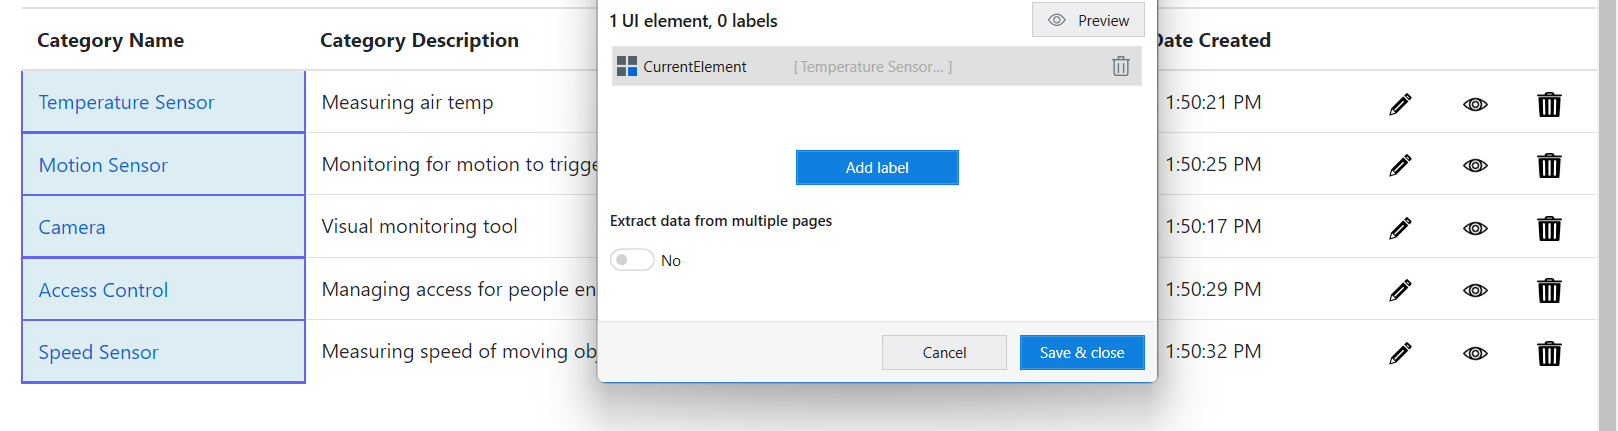 1 UI element, 0 labels
Preview
CurrentElement [Temperature Sensor... ]
Add label
Extract data from multiple pages
No
Cancel Save & close
Category Name Category Description Date Created
Temperature Sensor Measuring air temp 1:50:21 PM
Motion Sensor Monitoring for motion to trigge 1:50:25 PM
Camera Visual monitoring tool 1:50:17 PM
Access Control Managing access for people en 1:50:29 PM
Speed Sensor Measuring speed of moving obj 1:50:32 PM